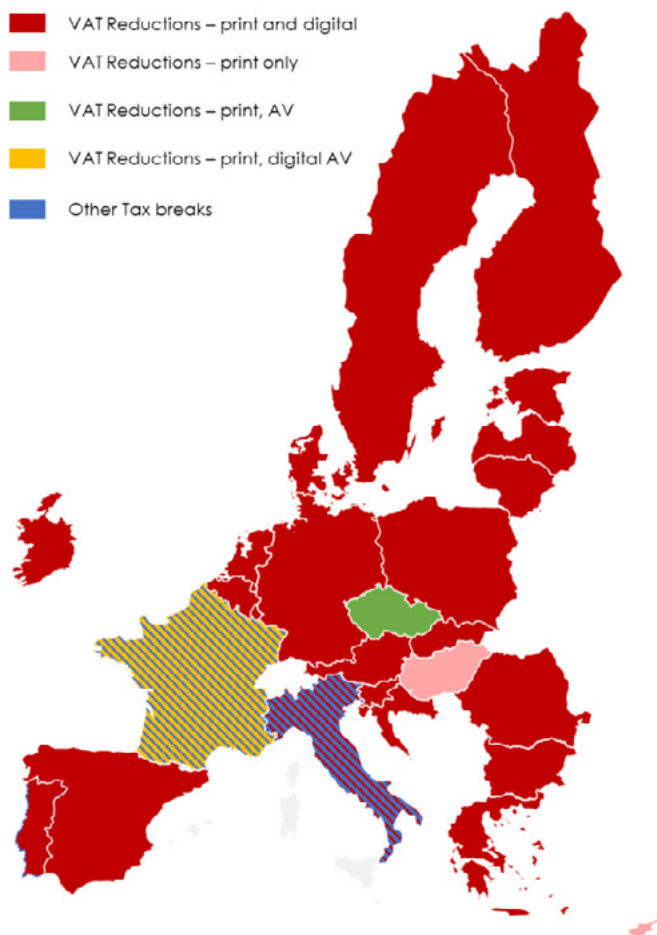 VAT Reductions – print and digital
VAT Reductions – print only
VAT Reductions – print, AV
VAT Reductions – print, digital AV
Other Tax breaks